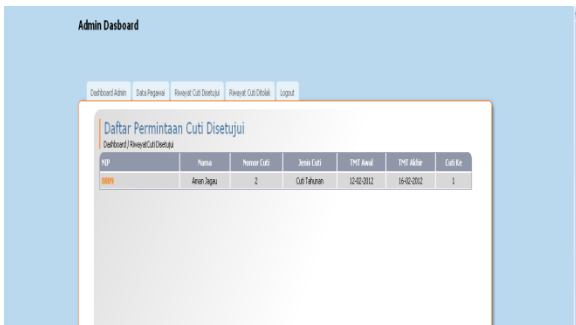 Admin Dasboard
Dashboard Admin Data Pegawai Riwayat Cuti Disetujui Riwayat Cuti Ditolak Logout
Daftar Permintaan Cuti Disetujui
Dashboard / RiwayatCuti Disetujui
NIP Nama Nomor Cuti Jenis Cuti TMT Awal TMT Akhir Cuti Ke
Aman Jagau 2 Cuti Tahunan 12-02-2012 16-02-2012 1